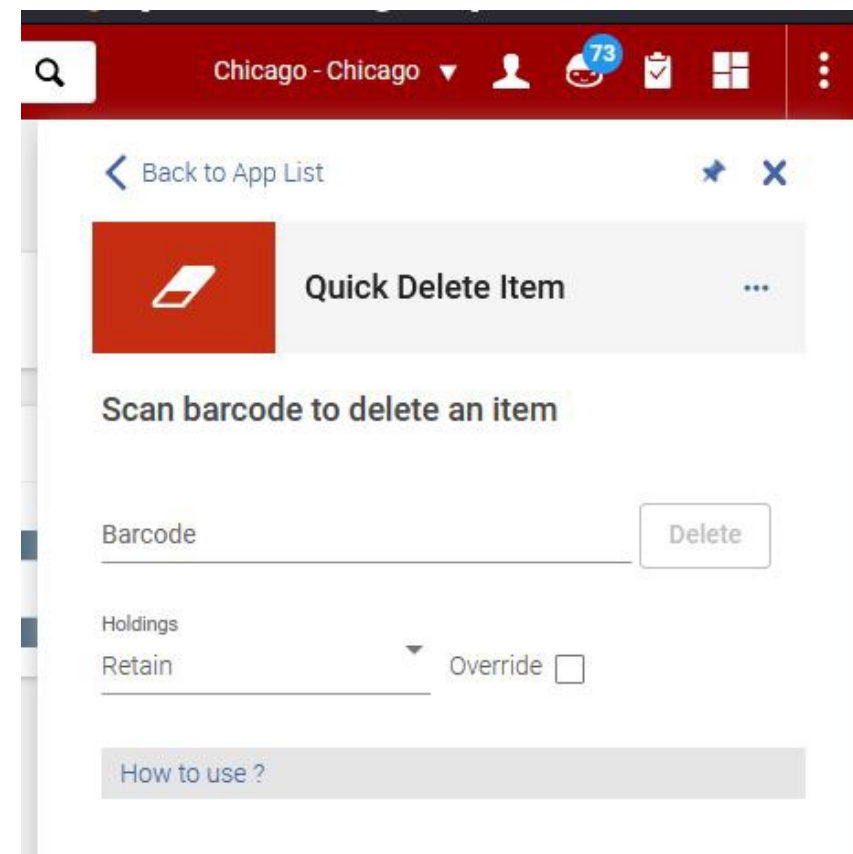 Chicago - Chicago
73
Back to App List
Quick Delete Item
Scan barcode to delete an item
Barcode
Delete
Holdings
Retain
Override
How to use ?